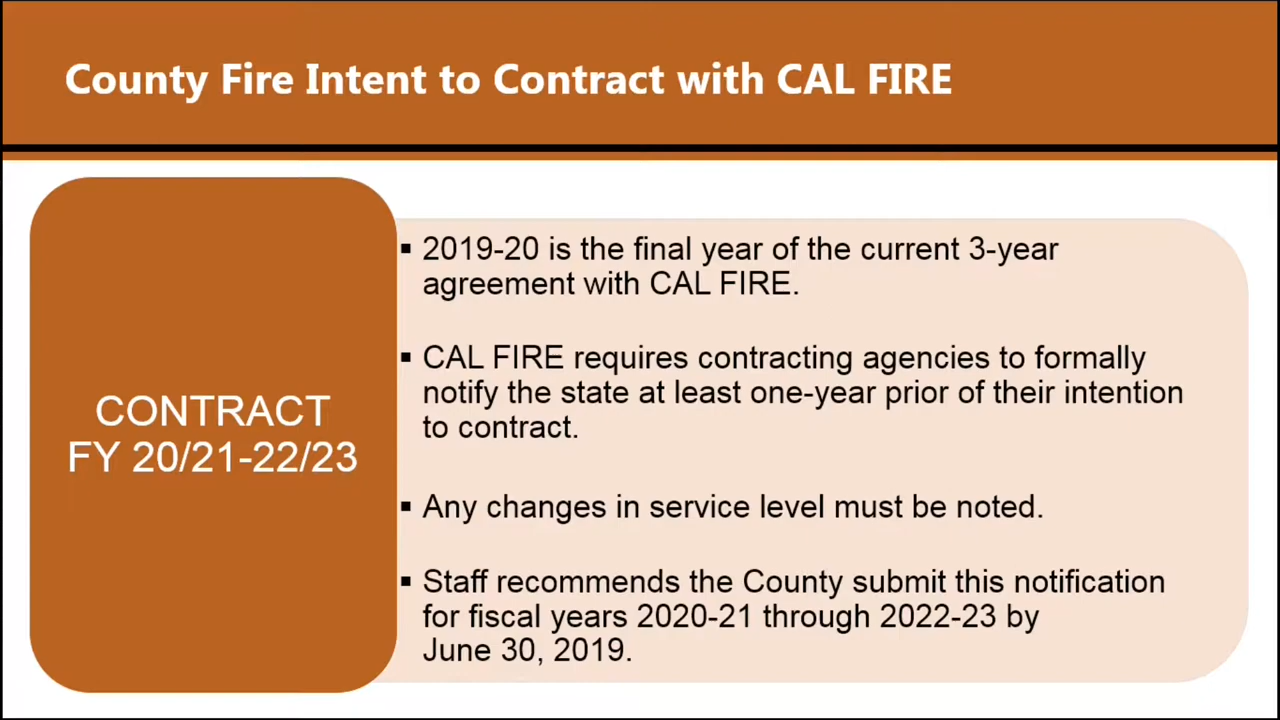 County Fire Intent to Contract with CAL FIRE
CONTRACT
FY 20/21-22/23
▪ 2019-20 is the final year of the current 3-year
agreement with CAL FIRE.
▪ CAL FIRE requires contracting agencies to formally
notify the state at least one-year prior of their intention
to contract.
▪ Any changes in service level must be noted.
▪ Staff recommends the County submit this notification
for fiscal years 2020-21 through 2022-23 by
June 30, 2019.